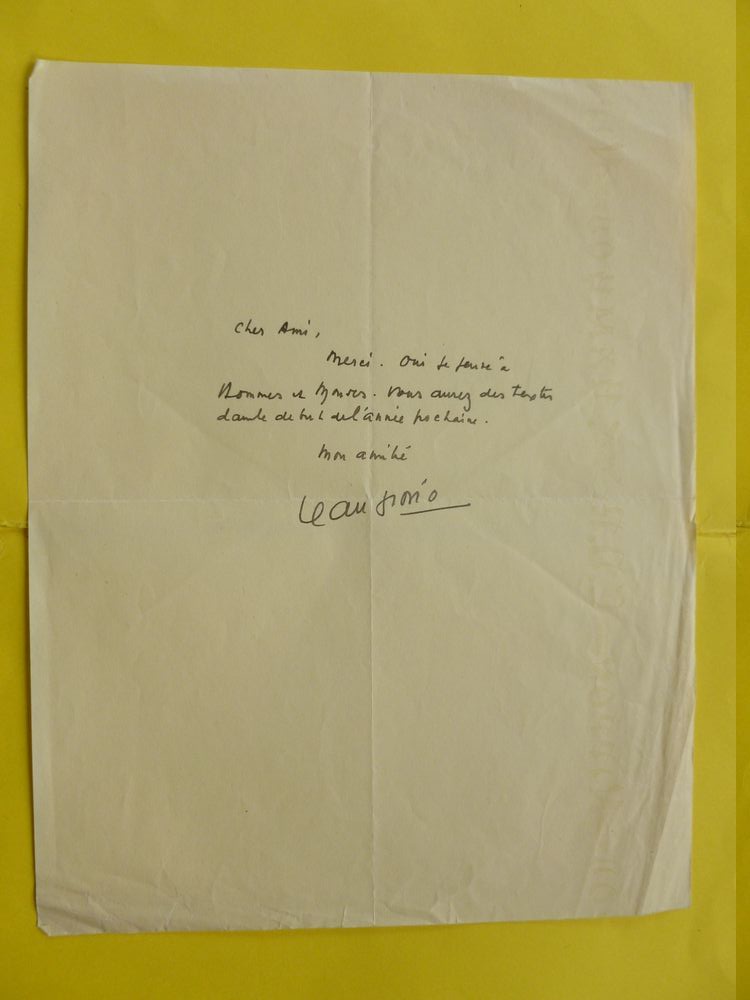 Cher Ami,
Merci. Oui je pense à
Hommes et Mondes. Vous aurez des textes
dans le début de l'année prochaine.
Mon amitié
Jean Giono